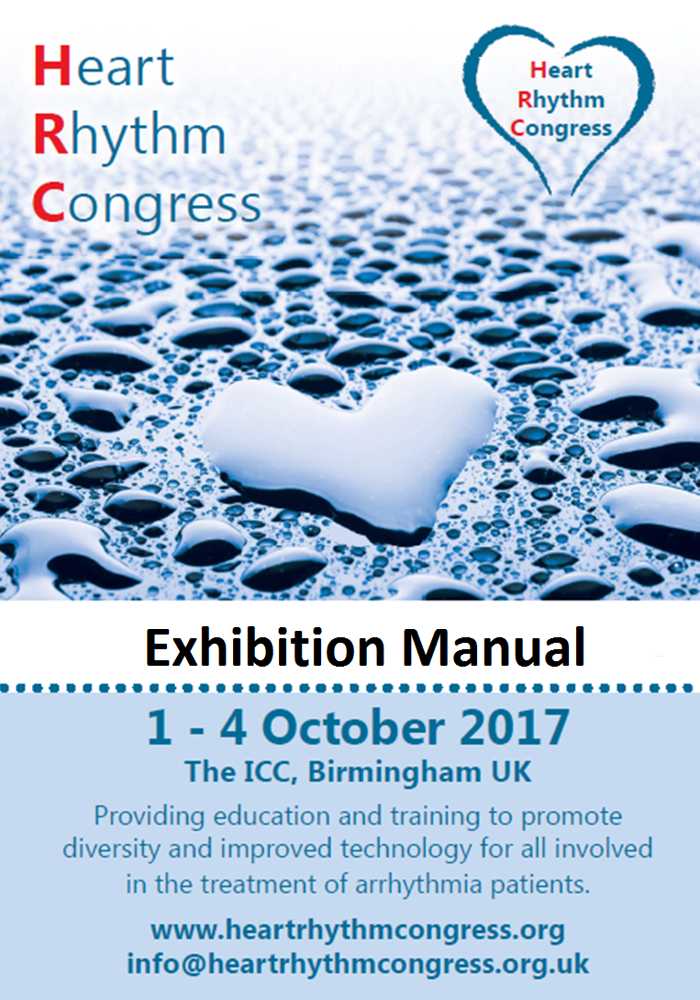 Heart
Rhythm
Congress
Heart
Rhythm
Congress
Exhibition Manual
1 - 4 October 2017
The ICC, Birmingham UK
Providing education and training to promote
diversity and improved technology for all involved
in the treatment of arrhythmia patients.
www.heartrhythmcongress.org
info@heartrhythmcongress.org.uk